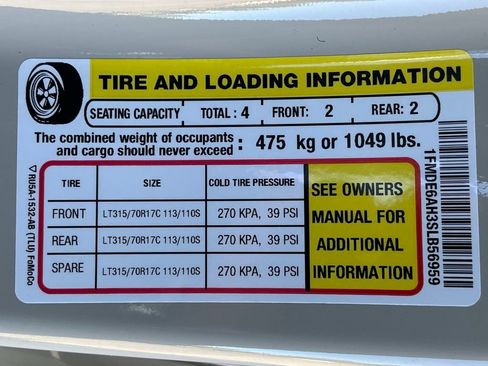 TIRE AND LOADING INFORMATION
SEATING CAPACITY TOTAL : 4 FRONT: 2 REAR: 2
The combined weight of occupants
and cargo should never exceed : 475 kg or 1049 lbs.
TIRE SIZE COLD TIRE PRESSURE
FRONT LT315/70R17C 113/110S 270 KPA, 39 PSI
REAR LT315/70R17C 113/110S 270 KPA, 39 PSI
SPARE LT315/70R17C 113/110S 270 KPA, 39 PSI
SEE OWNERS
MANUAL FOR
ADDITIONAL
INFORMATION
RU5A-1532-AB (TLU) FoMoCo
1FMDE6AH3SLB56959